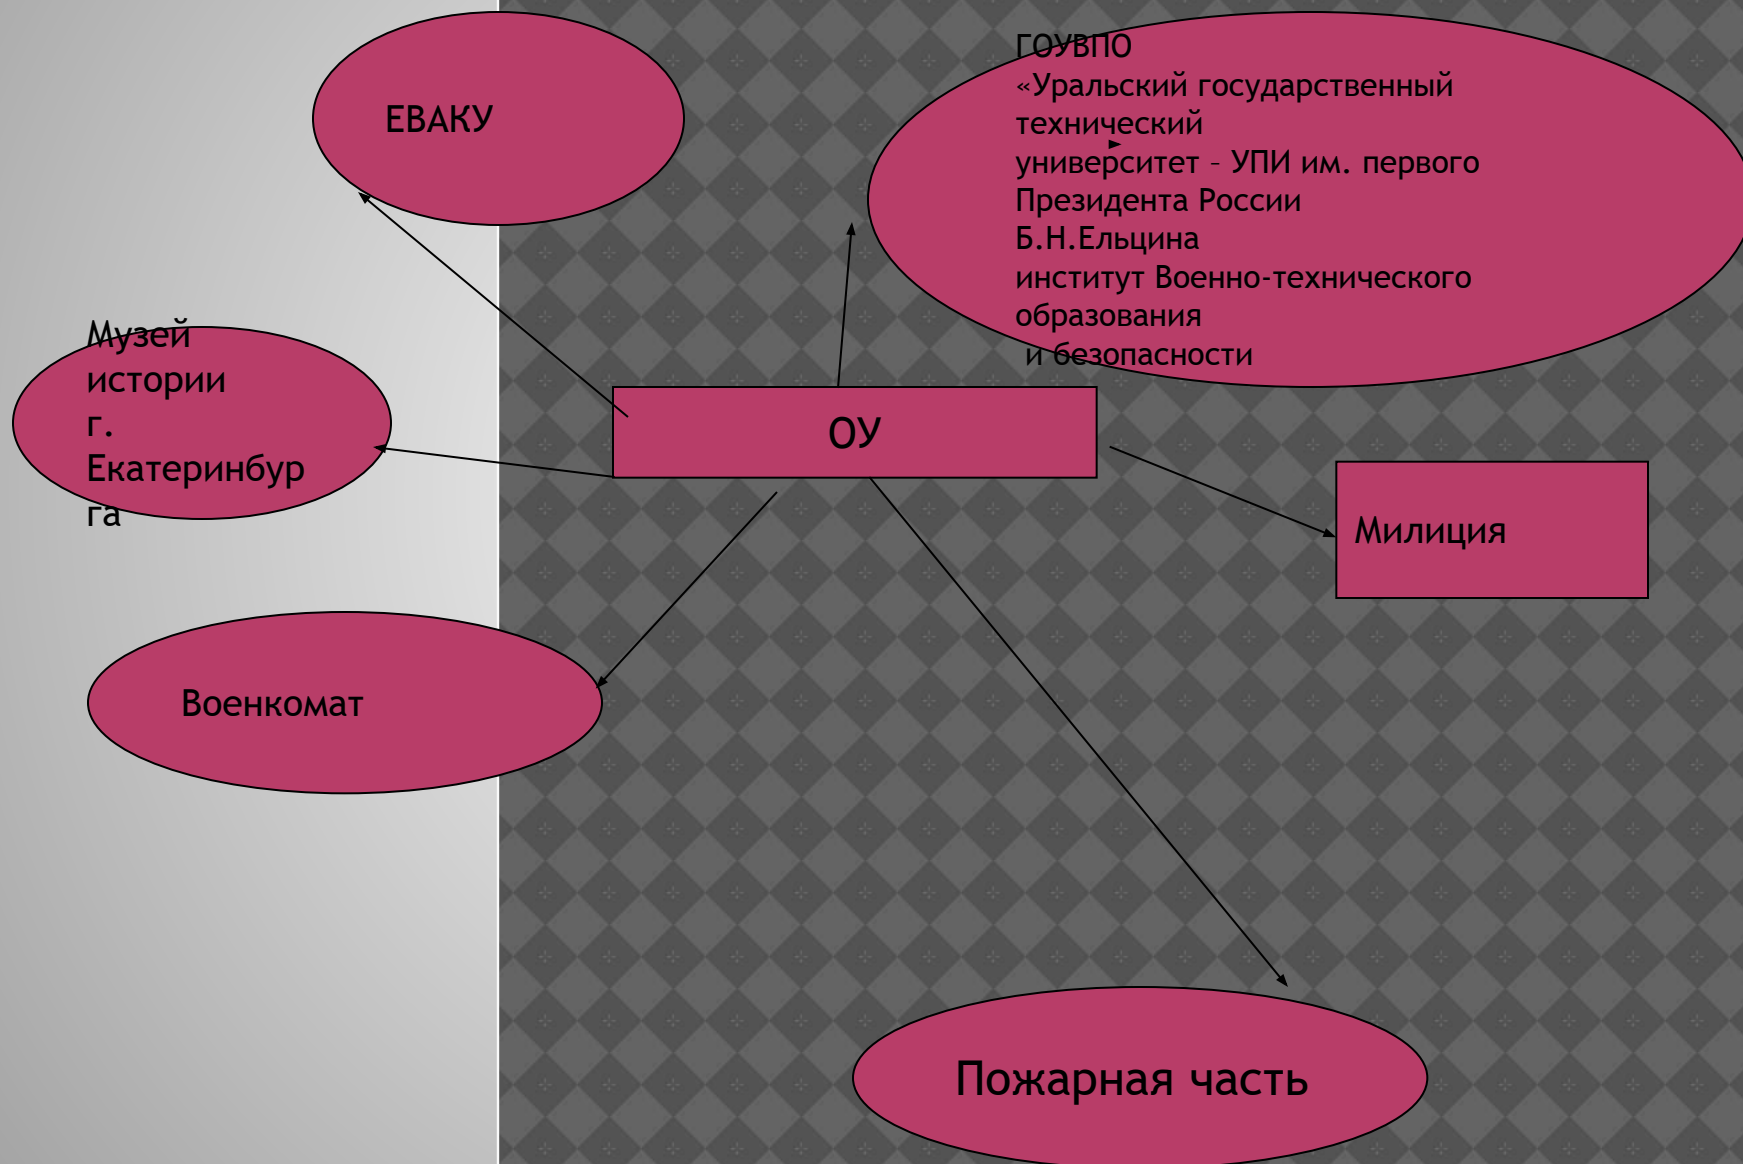 ЕВАКУ
ГОУВПО
«Уральский государственный
технический
университет – УПИ им. первого
Президента России
Б.Н.Ельцина
институт Военно-технического
образования
и безопасности
Музей
истории
г.
Екатеринбур
га
ОУ
Милиция
Военкомат
Пожарная часть